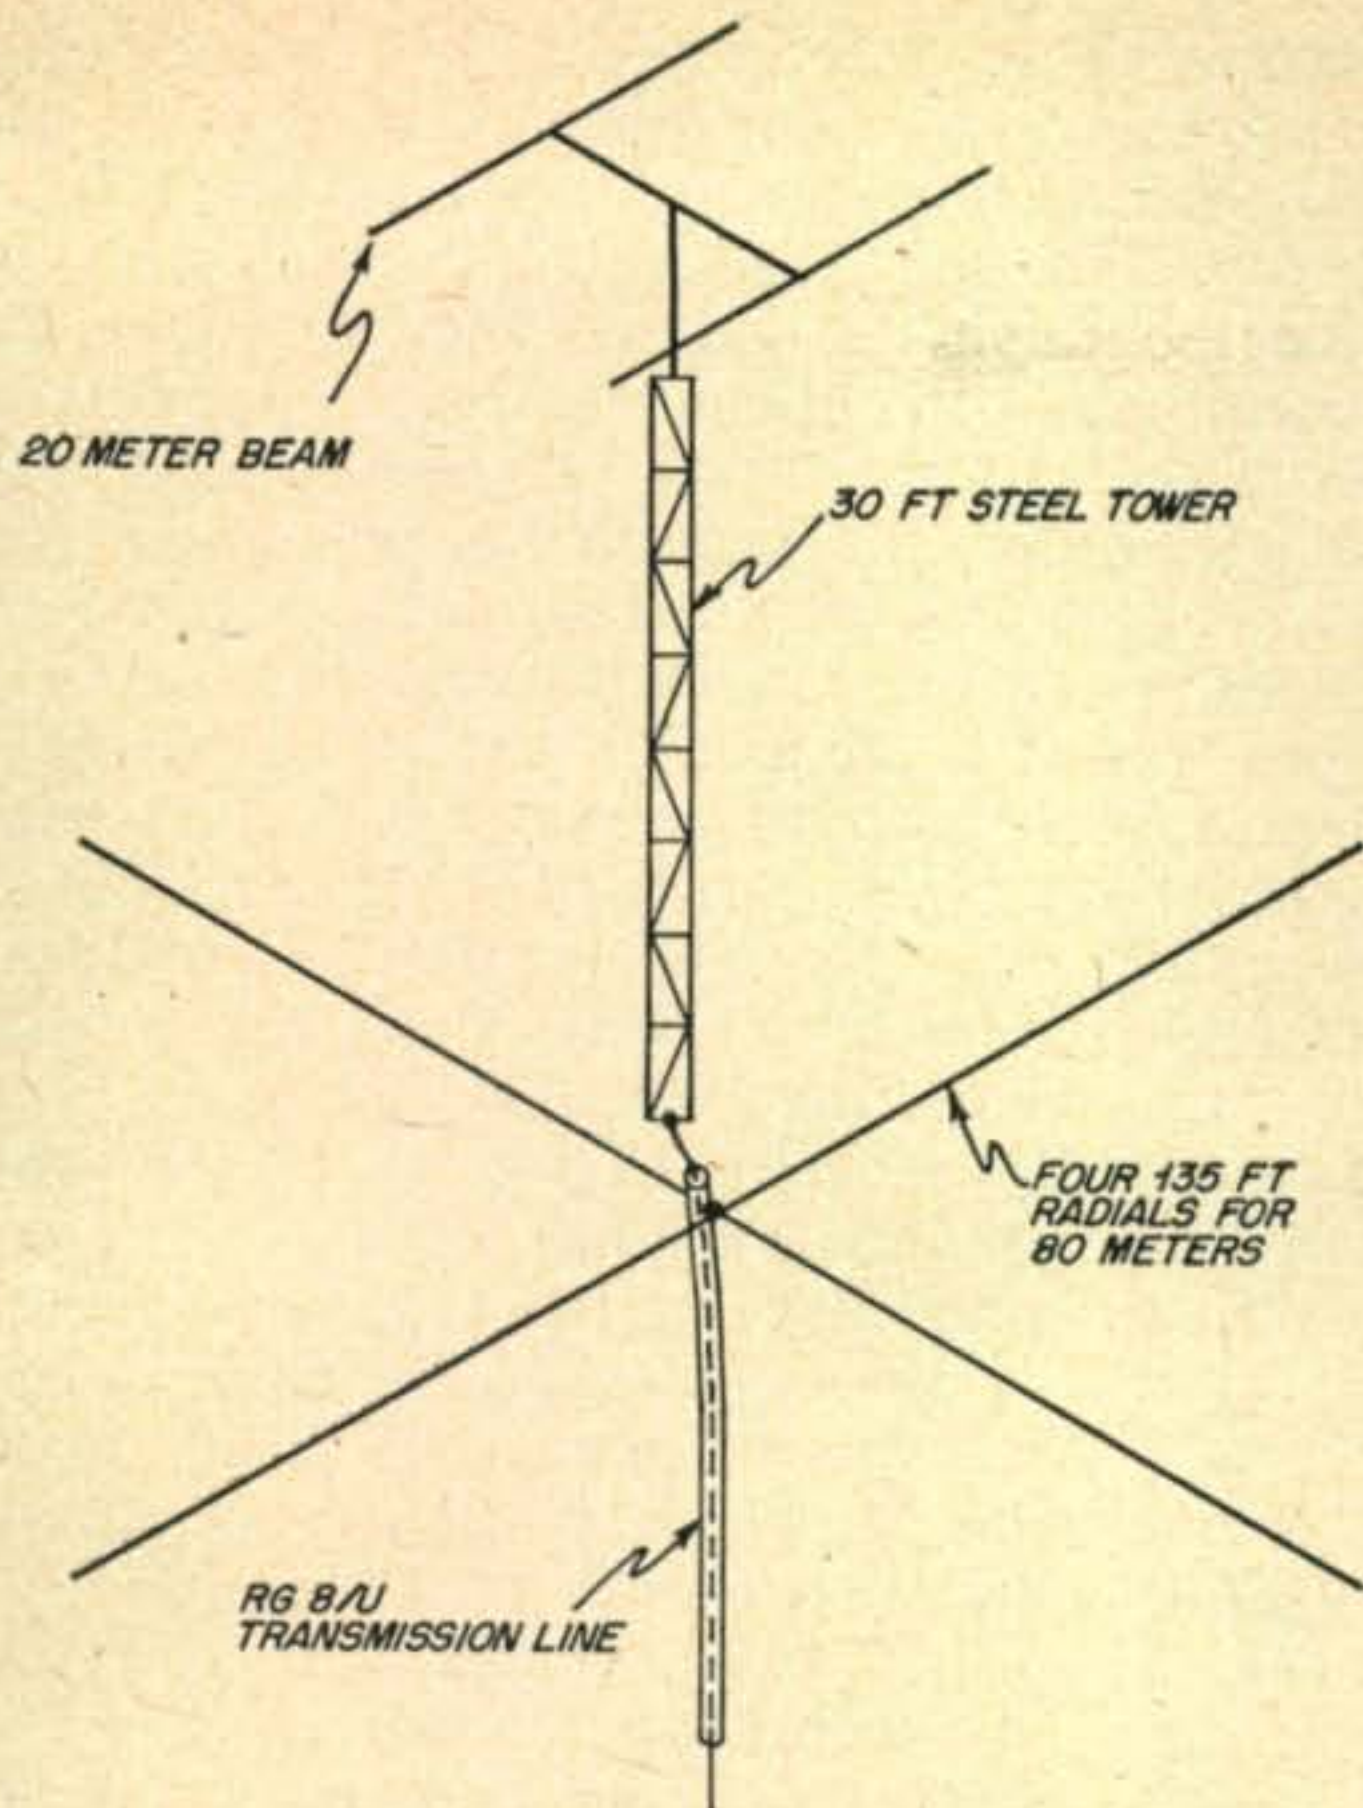 20 METER BEAM
30 FT STEEL TOWER
FOUR 135 FT
RADIALS FOR
80 METERS
RG 8/U
TRANSMISSION LINE